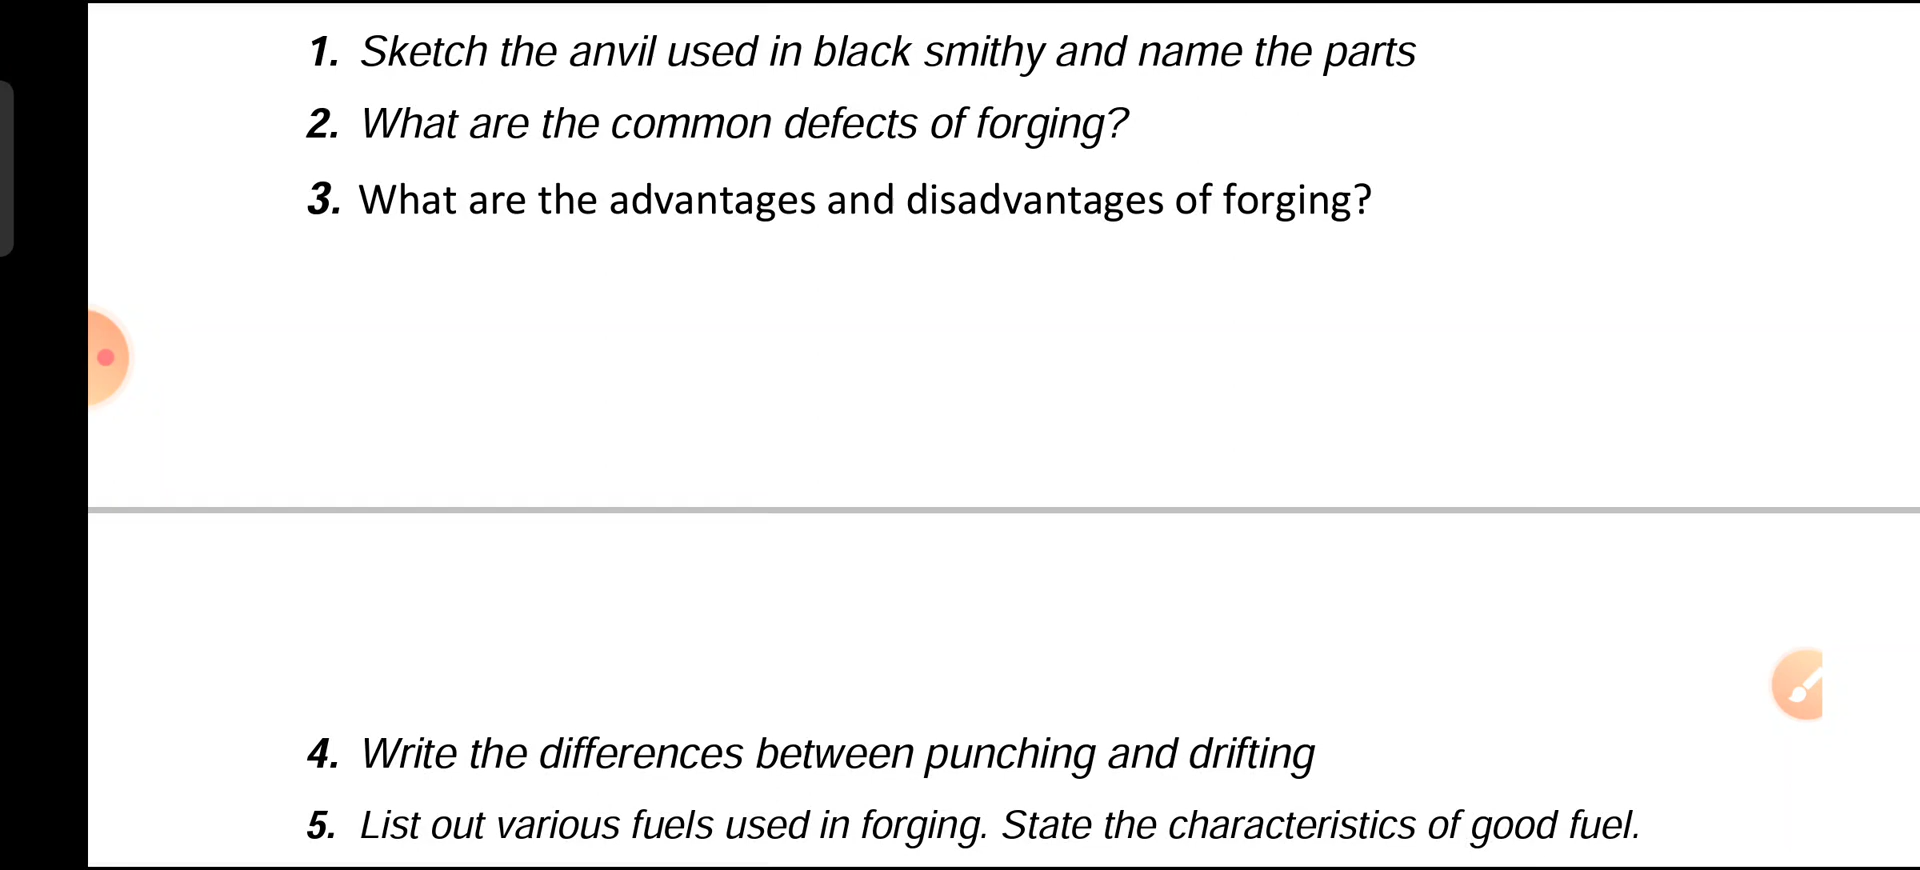 1. Sketch the anvil used in black smithy and name the parts
2. What are the common defects of forging?
3. What are the advantages and disadvantages of forging?
4. Write the differences between punching and drifting
5. List out various fuels used in forging. State the characteristics of good fuel.